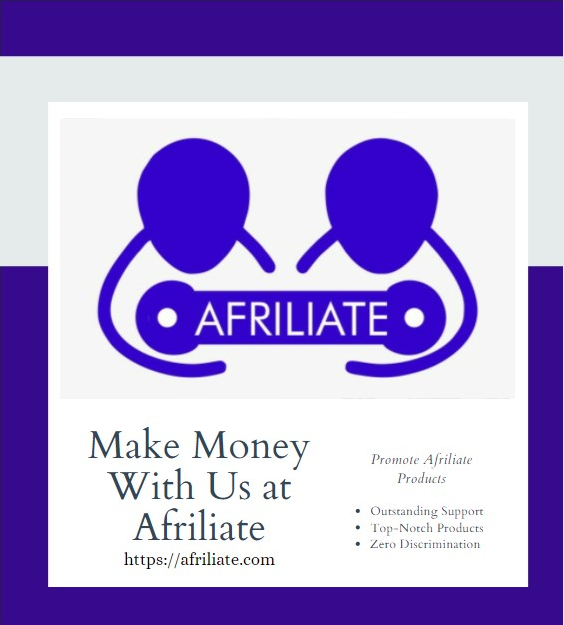 AFRILIATE
Make Money
With Us at
Afriliate
https://afriliate.com
Promote Afriliate
Products
• Outstanding Support
• Top-Notch Products
• Zero Discrimination